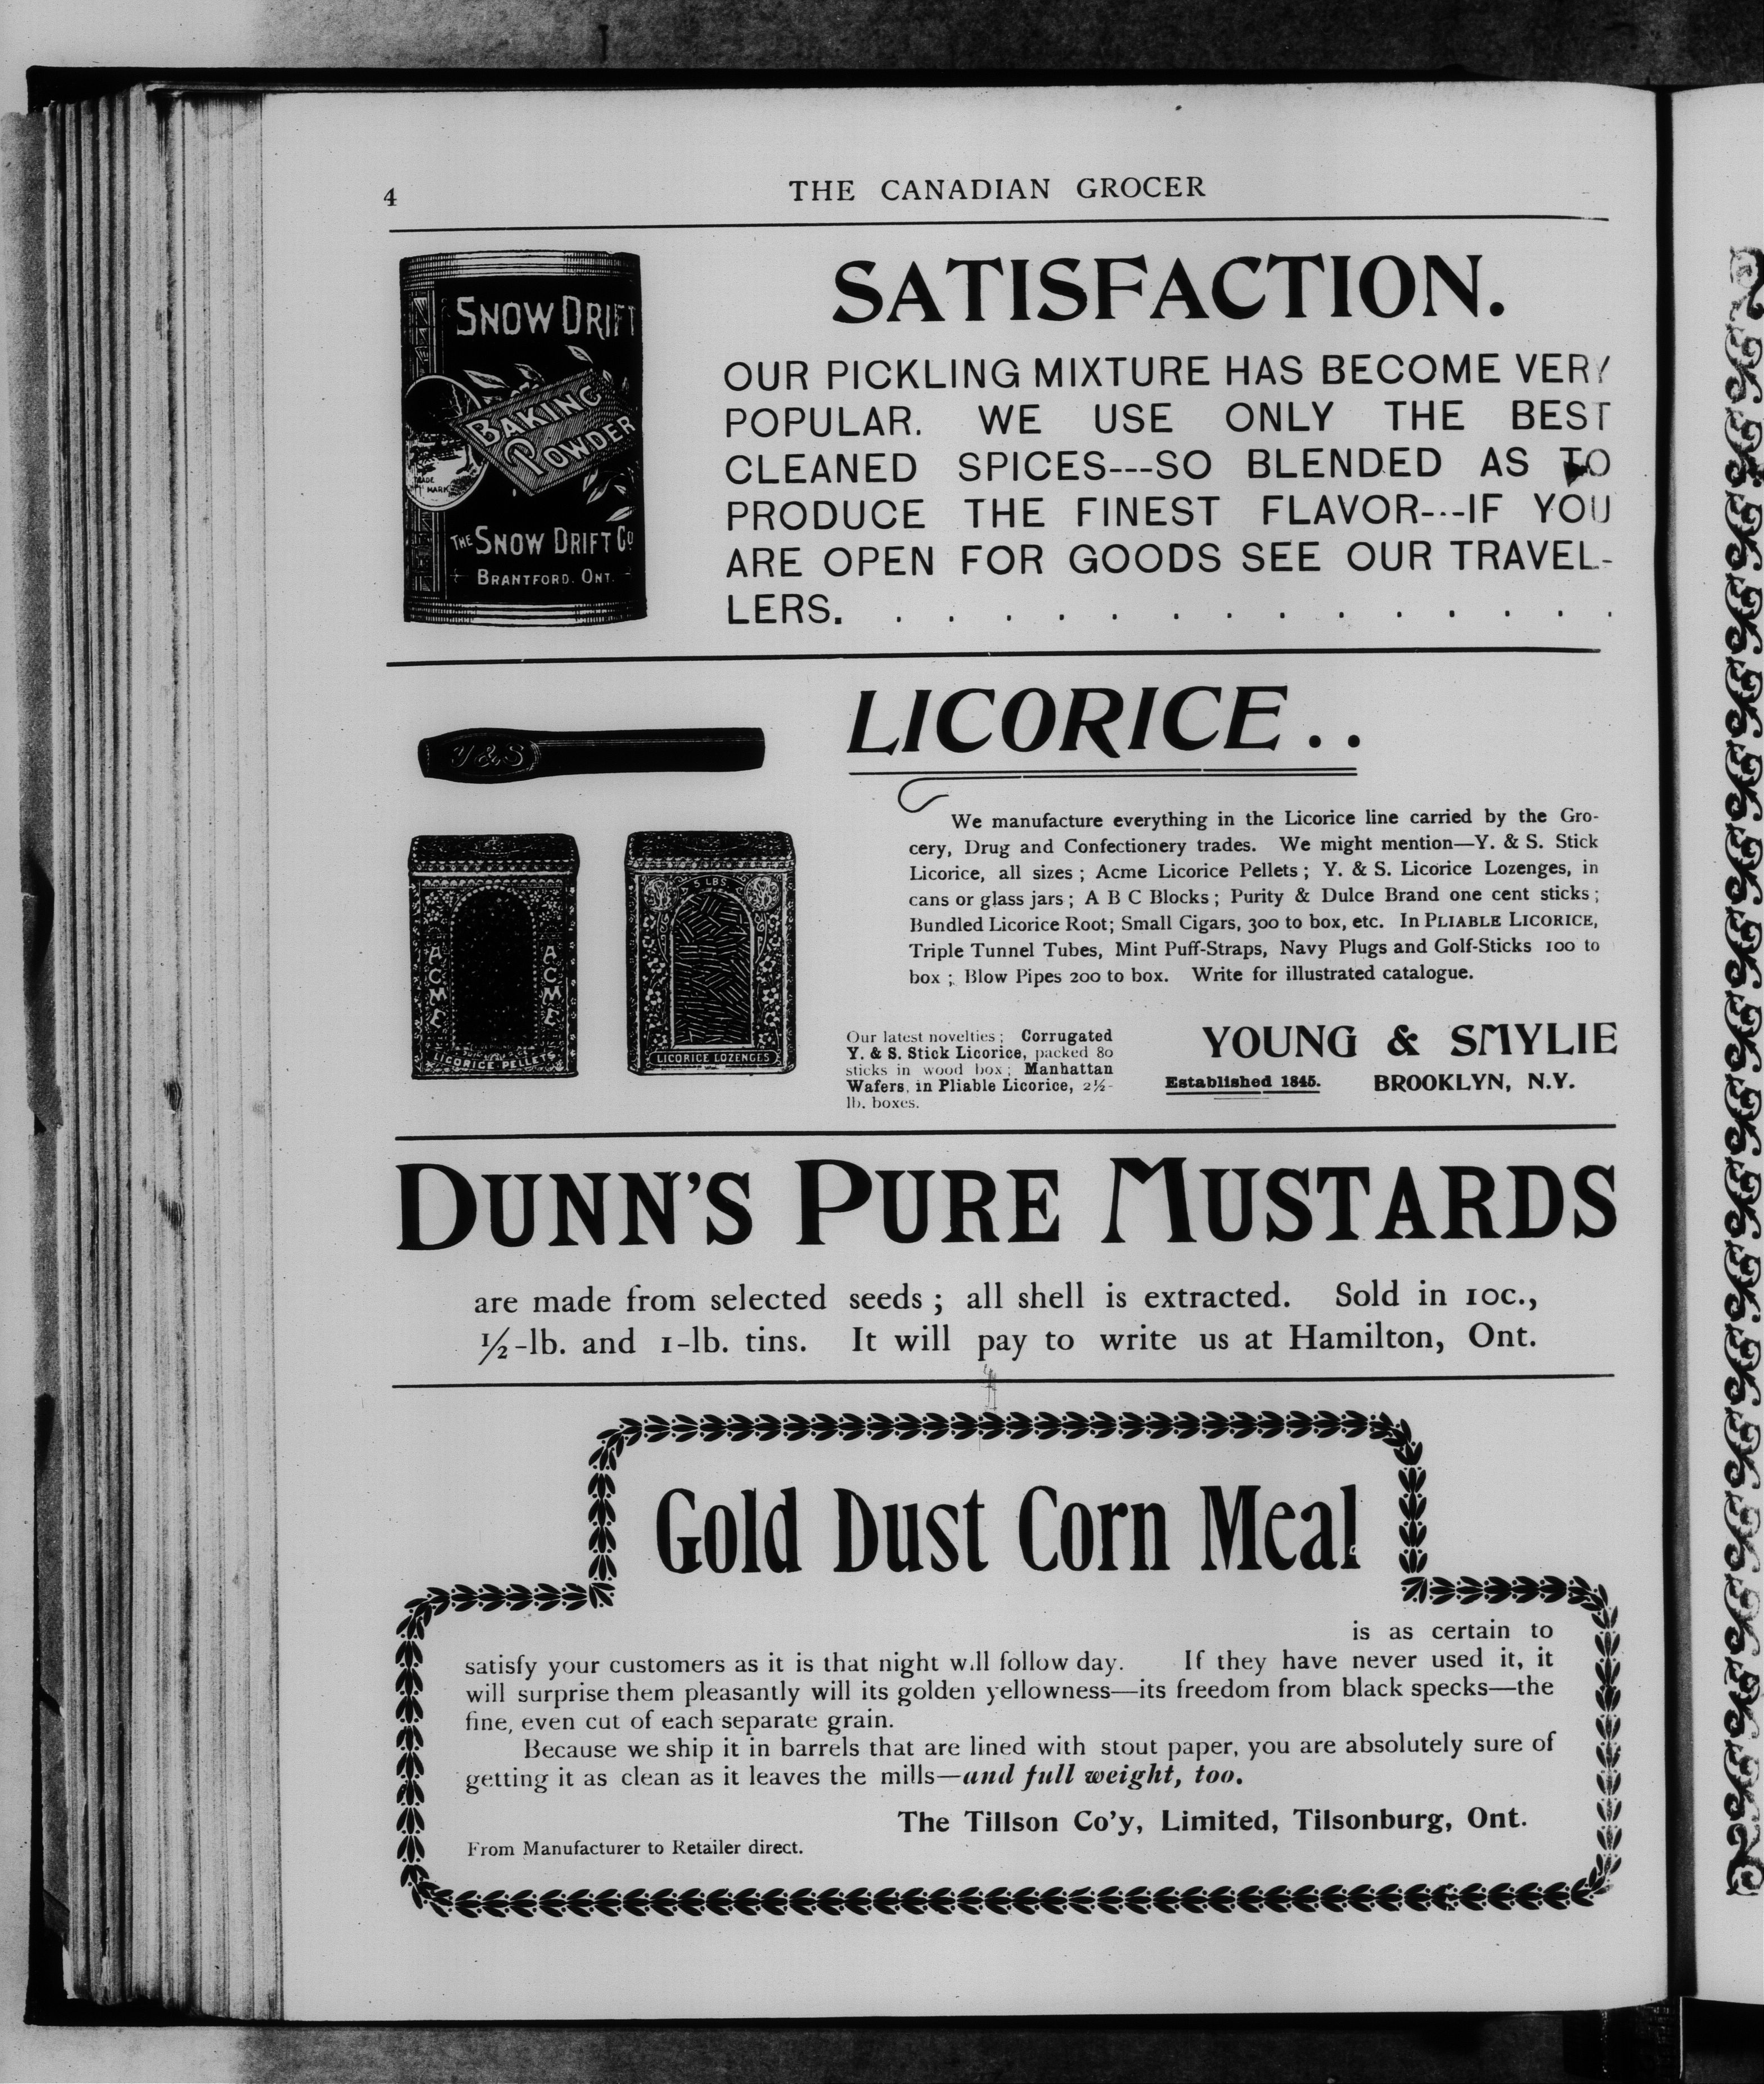 4
THE CANADIAN GROCER
SNOW DRIFT
BAKING
POWDER
TRADE
MARK
THE SNOW DRIFT Co
BRANTFORD. ONT.
SATISFACTION.
OUR PICKLING MIXTURE HAS BECOME VERY
POPULAR. WE USE ONLY THE BEST
CLEANED SPICES---SO BLENDED AS TO
PRODUCE THE FINEST FLAVOR---IF YOU
ARE OPEN FOR GOODS SEE OUR TRAVEL-
LERS. . . . . . . . . . . . . . .
Y & S
ACME
ACME
LICORICE PELLETS
5 LBS.
LICORICE LOZENGES
LICORICE . .
We manufacture everything in the Licorice line carried by the Gro-
cery, Drug and Confectionery trades. We might mention—Y. & S. Stick
Licorice, all sizes ; Acme Licorice Pellets ; Y. & S. Licorice Lozenges, in
cans or glass jars ; A B C Blocks ; Purity & Dulce Brand one cent sticks ;
Bundled Licorice Root; Small Cigars, 300 to box, etc. In PLIABLE LICORICE,
Triple Tunnel Tubes, Mint Puff-Straps, Navy Plugs and Golf-Sticks 100 to
box ; Blow Pipes 200 to box. Write for illustrated catalogue.
Our latest novelties ; Corrugated
Y. & S. Stick Licorice, packed 80
sticks in wood box ; Manhattan
Wafers, in Pliable Licorice, 2½-
lb. boxes.
YOUNG & SMYLIE
Established 1845. BROOKLYN, N.Y.
DUNN'S PURE MUSTARDS
are made from selected seeds ; all shell is extracted. Sold in 10c.,
½-lb. and 1-lb. tins. It will pay to write us at Hamilton, Ont.
Gold Dust Corn Meal
is as certain to
satisfy your customers as it is that night w.ll follow day. If they have never used it, it
will surprise them pleasantly will its golden yellowness—its freedom from black specks—the
fine, even cut of each separate grain.
Because we ship it in barrels that are lined with stout paper, you are absolutely sure of
getting it as clean as it leaves the mills—and full weight, too.
The Tillson Co'y, Limited, Tilsonburg, Ont.
From Manufacturer to Retailer direct.